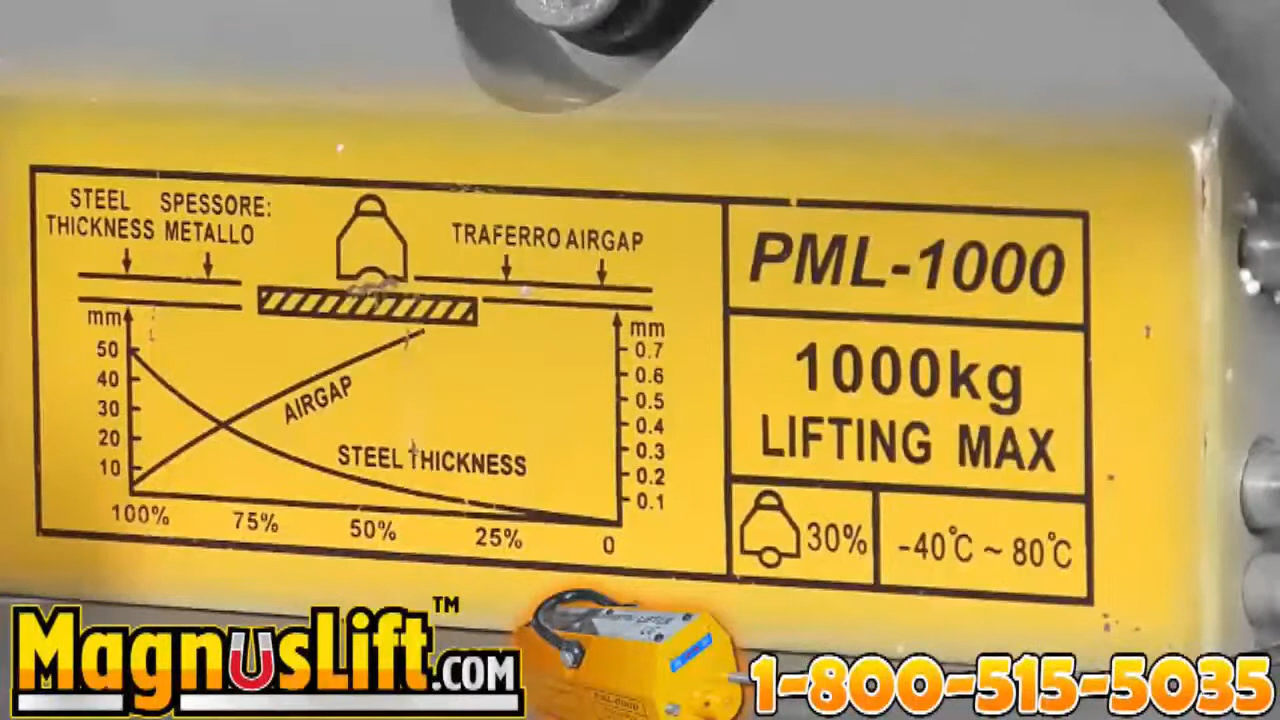 STEEL SPESSORE:
THICKNESS METALLO
TRAFERRO AIRGAP
mm
50
40
30
20
10
AIRGAP
STEEL THICKNESS
mm
0.7
0.6
0.5
0.4
0.3
0.2
0.1
100% 75% 50% 25% 0
PML-1000
1000kg
LIFTING MAX
30%
-40°C ~ 80°C
MagnusLift.com™
1-800-515-5035